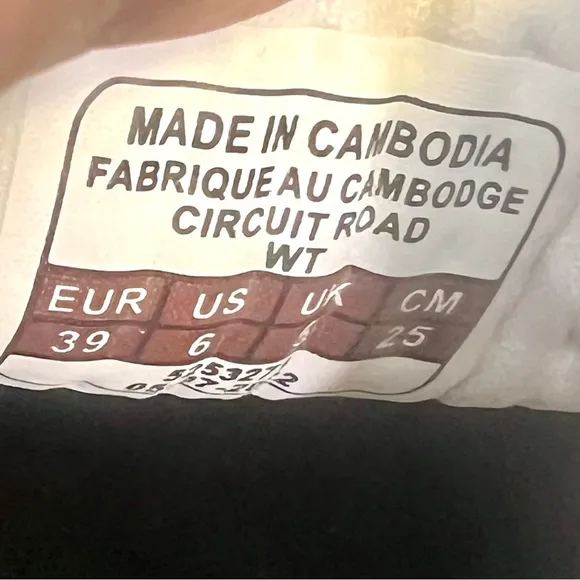 MADE IN CAMBODIA
FABRIQUE AU CAMBODGE
CIRCUIT ROAD
WT
EUR US UK CM
39 6 25